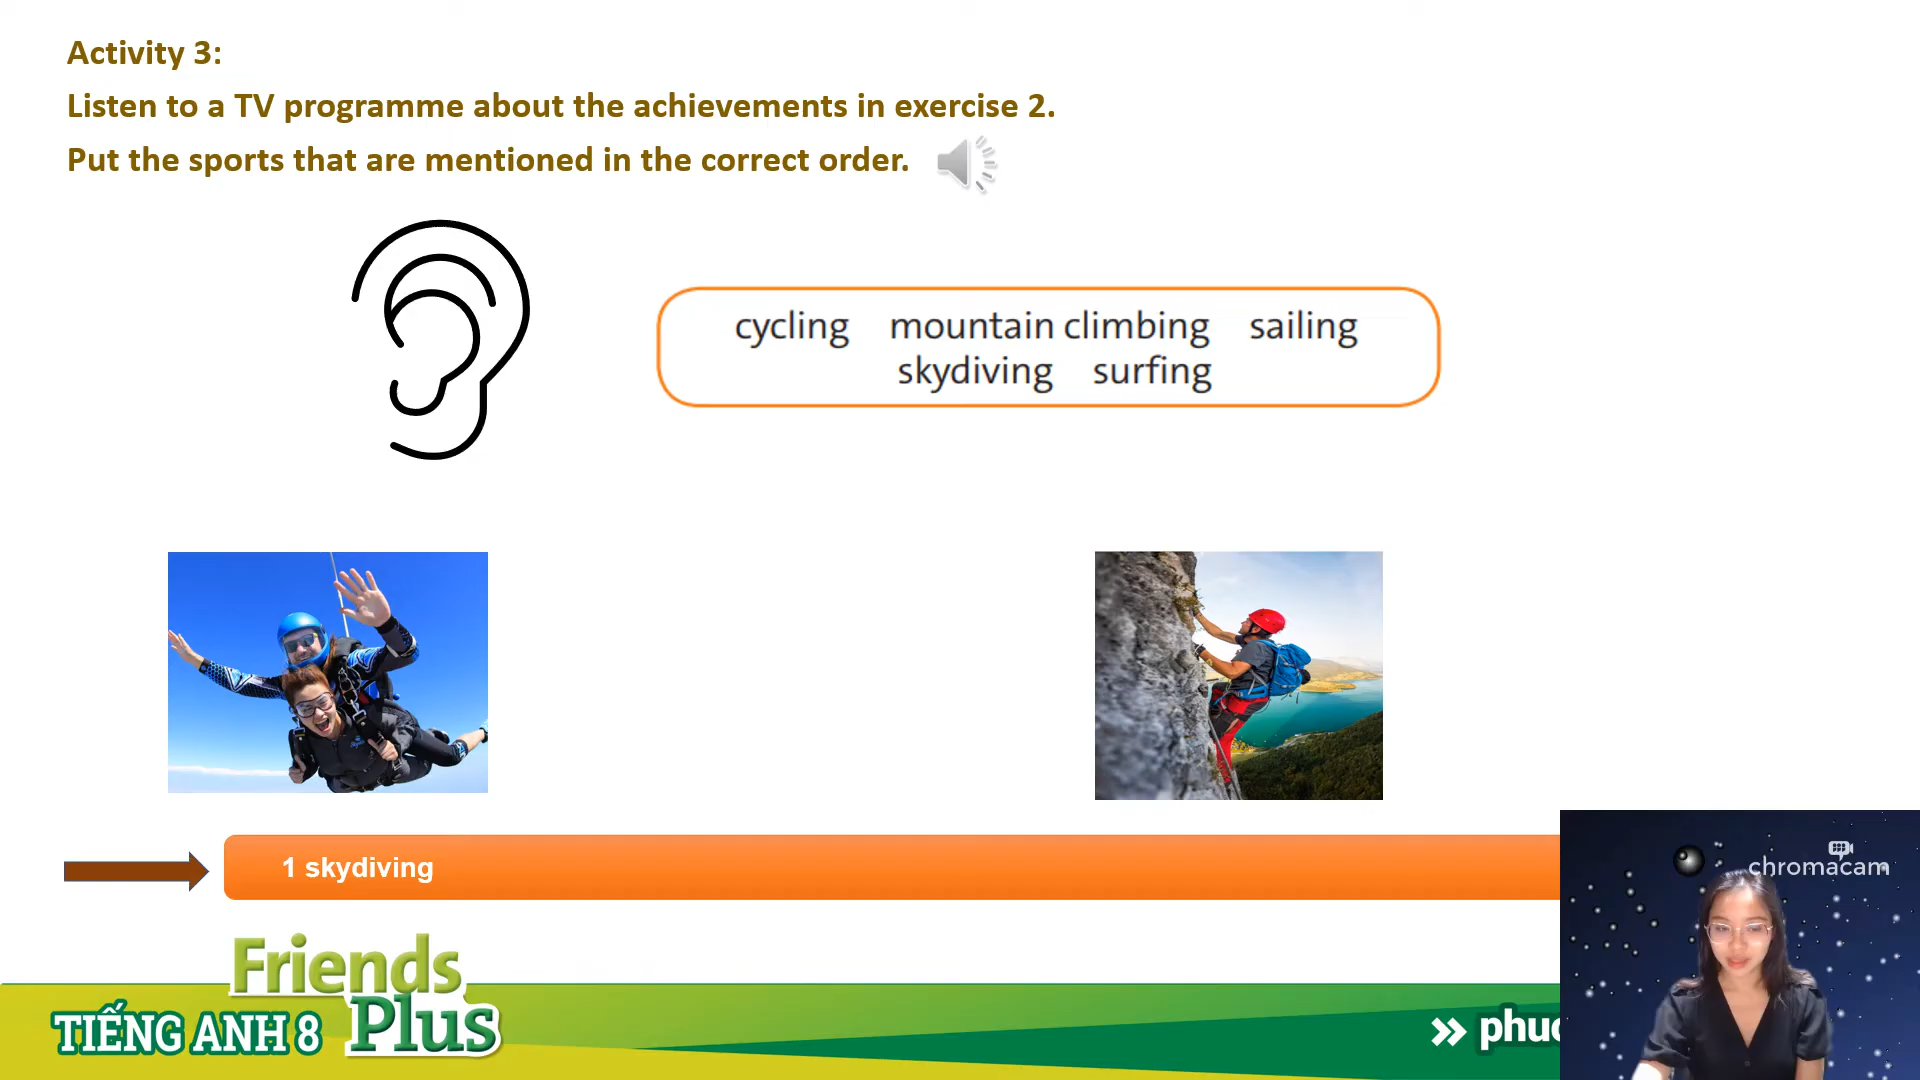 Activity 3:
Listen to a TV programme about the achievements in exercise 2.
Put the sports that are mentioned in the correct order.
cycling mountain climbing sailing
skydiving surfing
1 skydiving
chromacam
Friends
Plus
TIẾNG ANH 8